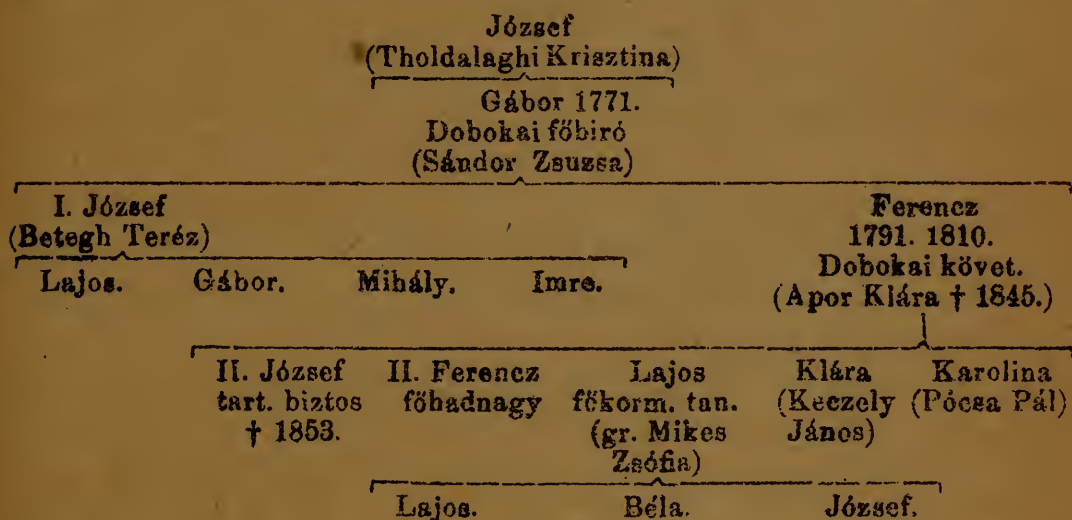 József
(Tholdalaghi Krisztina)
Gábor 1771.
Dobokai főbiró
(Sándor Zsuzsa)
I. József Ferencz
(Betegh Teréz) 1791. 1810.
Lajos. Gábor. Mihály. Imre. Dobokai követ.
(Apor Klára † 1845.)
II. József II. Ferencz Lajos Klára Karolina
tart. biztos főhadnagy főkorm. tan. (Keczely (Pócsa Pál)
† 1853. (gr. Mikes János)
Zsófia)
Lajos. Béla. József.